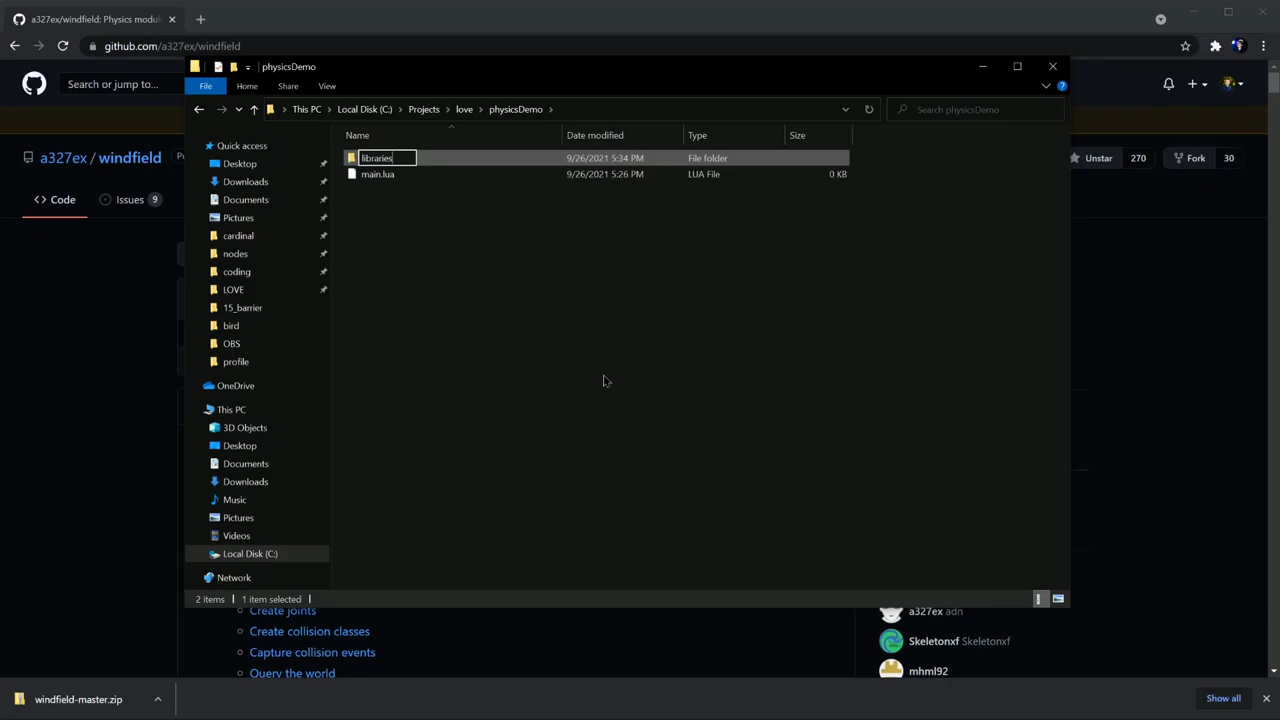 a327ex/windfield: Physics modul
github.com/a327ex/windfield
physicsDemo
File Home Share View
Search or jump to...
This PC Local Disk (C:) Projects love physicsDemo
Search physicsDemo
Name Date modified Type Size
libraries 9/26/2021 5:34 PM File folder
main.lua 9/26/2021 5:26 PM LUA File 0 KB
a327ex / windfield
Unstar 270 Fork 30
Code Issues 9
Quick access
Desktop
Downloads
Documents
Pictures
cardinal
nodes
coding
LOVE
15_barrier
bird
OBS
profile
OneDrive
This PC
3D Objects
Desktop
Documents
Downloads
Music
Pictures
Videos
Local Disk (C:)
Network
2 items 1 item selected
Create joints
Create collision classes
Capture collision events
Query the world
a327ex adn
Skeletonxf Skeletonxf
mhml92
windfield-master.zip
Show all